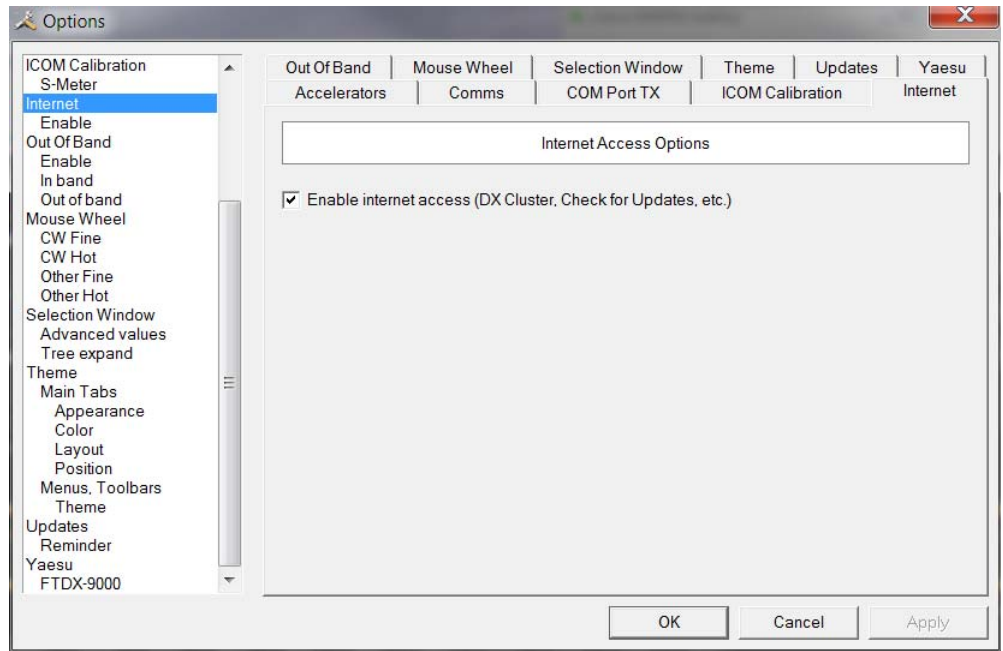 Options
ICOM Calibration
S-Meter
Internet
Enable
Out Of Band
Enable
In band
Out of band
Mouse Wheel
CW Fine
CW Hot
Other Fine
Other Hot
Selection Window
Advanced values
Tree expand
Theme
Main Tabs
Appearance
Color
Layout
Position
Menus, Toolbars
Theme
Updates
Reminder
Yaesu
FTDX-9000
Out Of Band Mouse Wheel Selection Window Theme Updates Yaesu
Accelerators Comms COM Port TX ICOM Calibration Internet
Internet Access Options
Enable internet access (DX Cluster, Check for Updates, etc.)
OK Cancel Apply